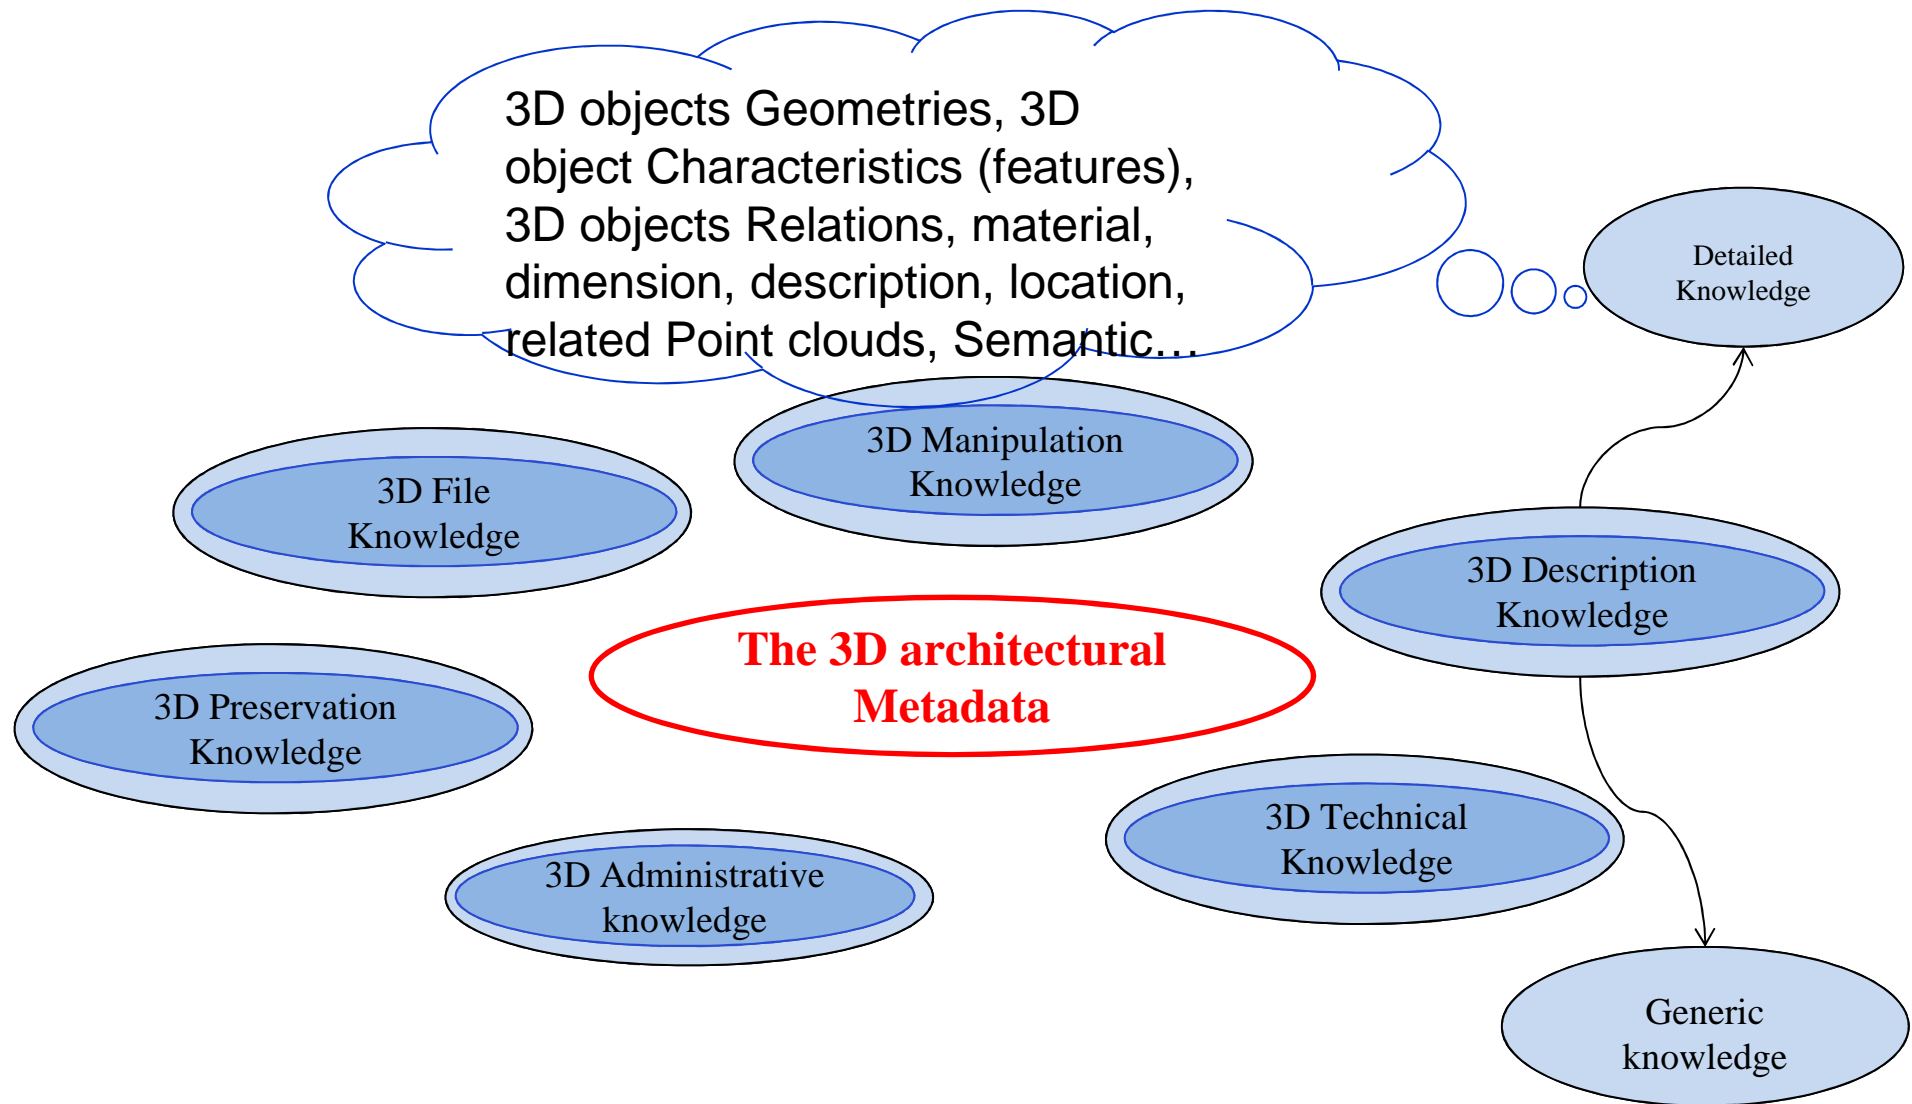 3D objects Geometries, 3D
object Characteristics (features),
3D objects Relations, material,
dimension, description, location,
related Point clouds, Semantic…
Detailed
Knowledge
3D Manipulation
Knowledge
3D File
Knowledge
3D Description
Knowledge
The 3D architectural
Metadata
3D Preservation
Knowledge
3D Technical
Knowledge
3D Administrative
knowledge
Generic
knowledge